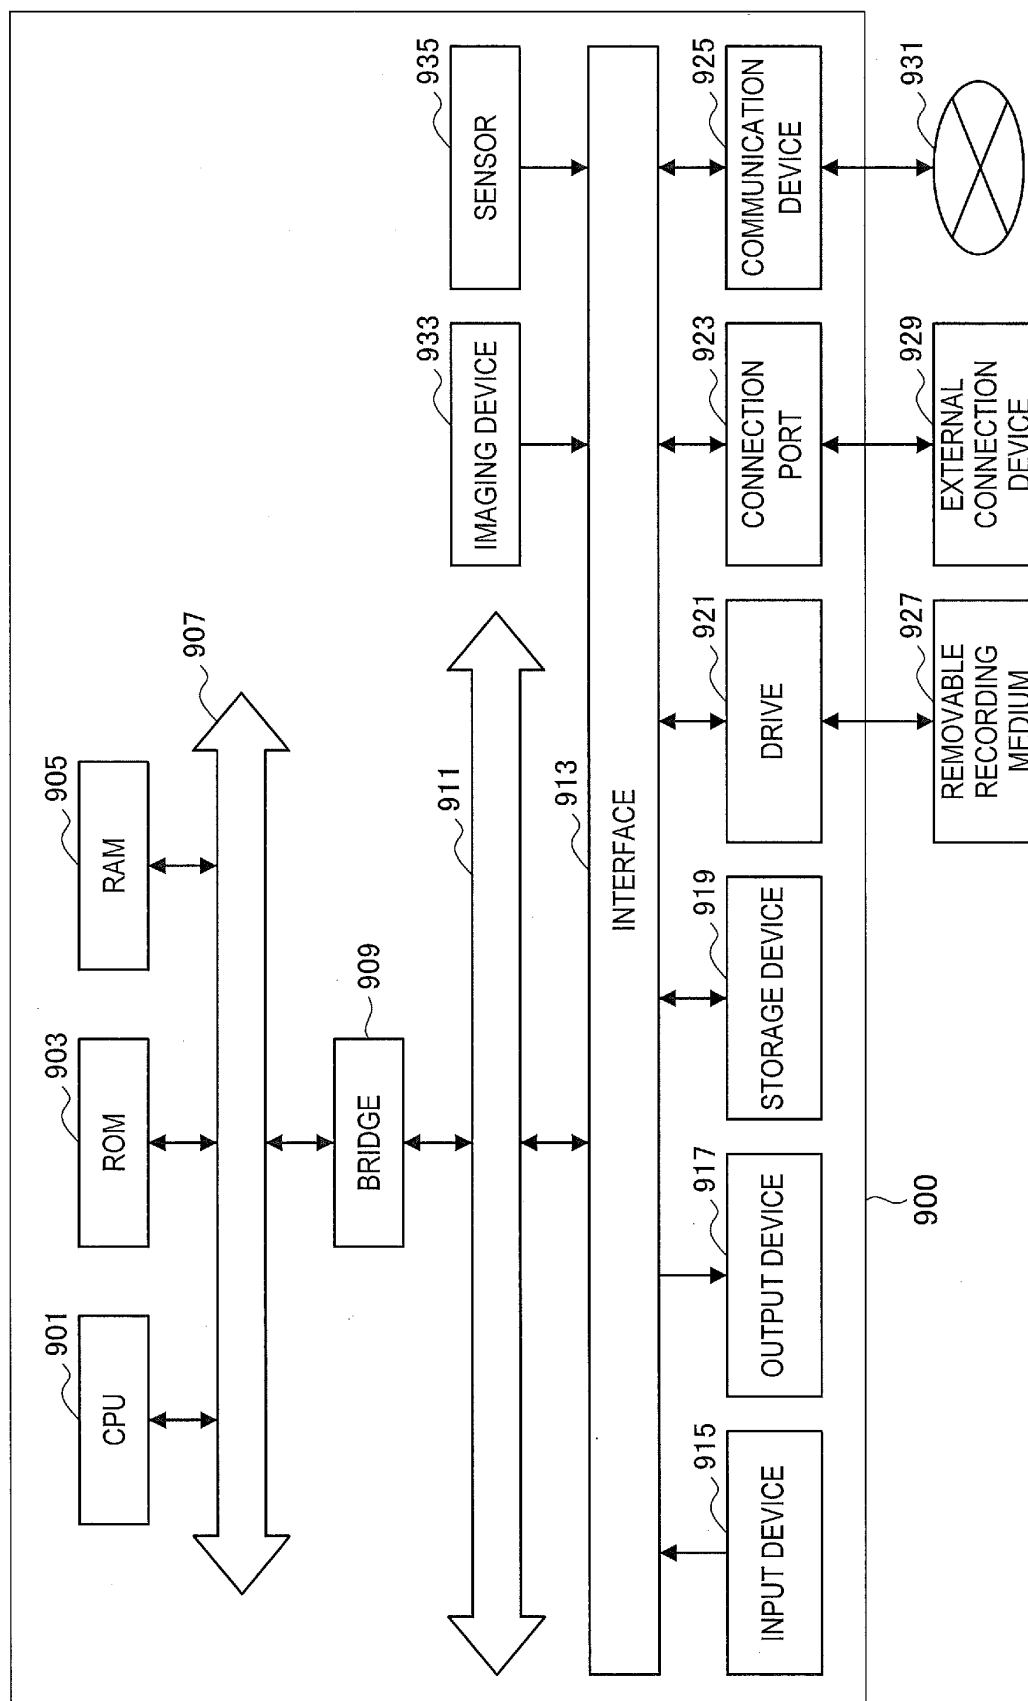 901
CPU
903
ROM
905
RAM
907
909
BRIDGE
911
933
IMAGING DEVICE
935
SENSOR
913
INTERFACE
915
INPUT DEVICE
917
OUTPUT DEVICE
919
STORAGE DEVICE
921
DRIVE
923
CONNECTION
PORT
925
COMMUNICATION
DEVICE
900
927
REMOVABLE
RECORDING
MEDIUM
929
EXTERNAL
CONNECTION
DEVICE
931